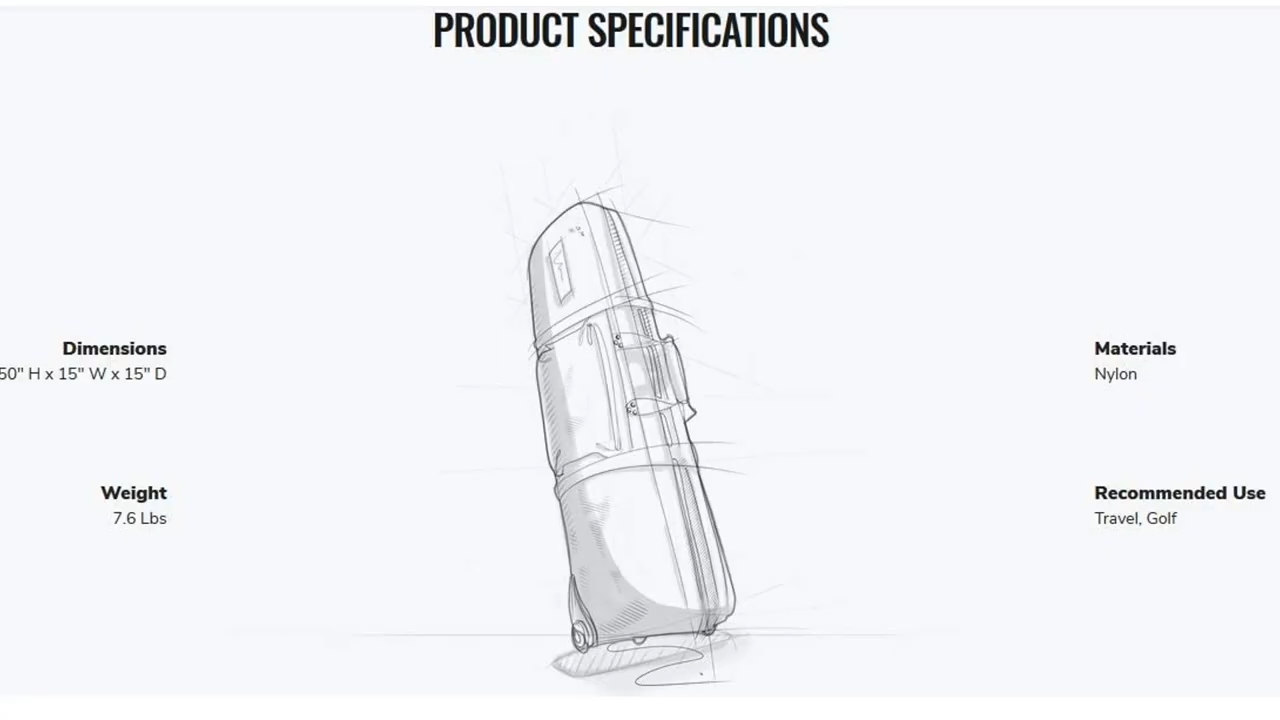 PRODUCT SPECIFICATIONS
Dimensions
50" H x 15" W x 15" D
Weight
7.6 Lbs
Materials
Nylon
Recommended Use
Travel, Golf